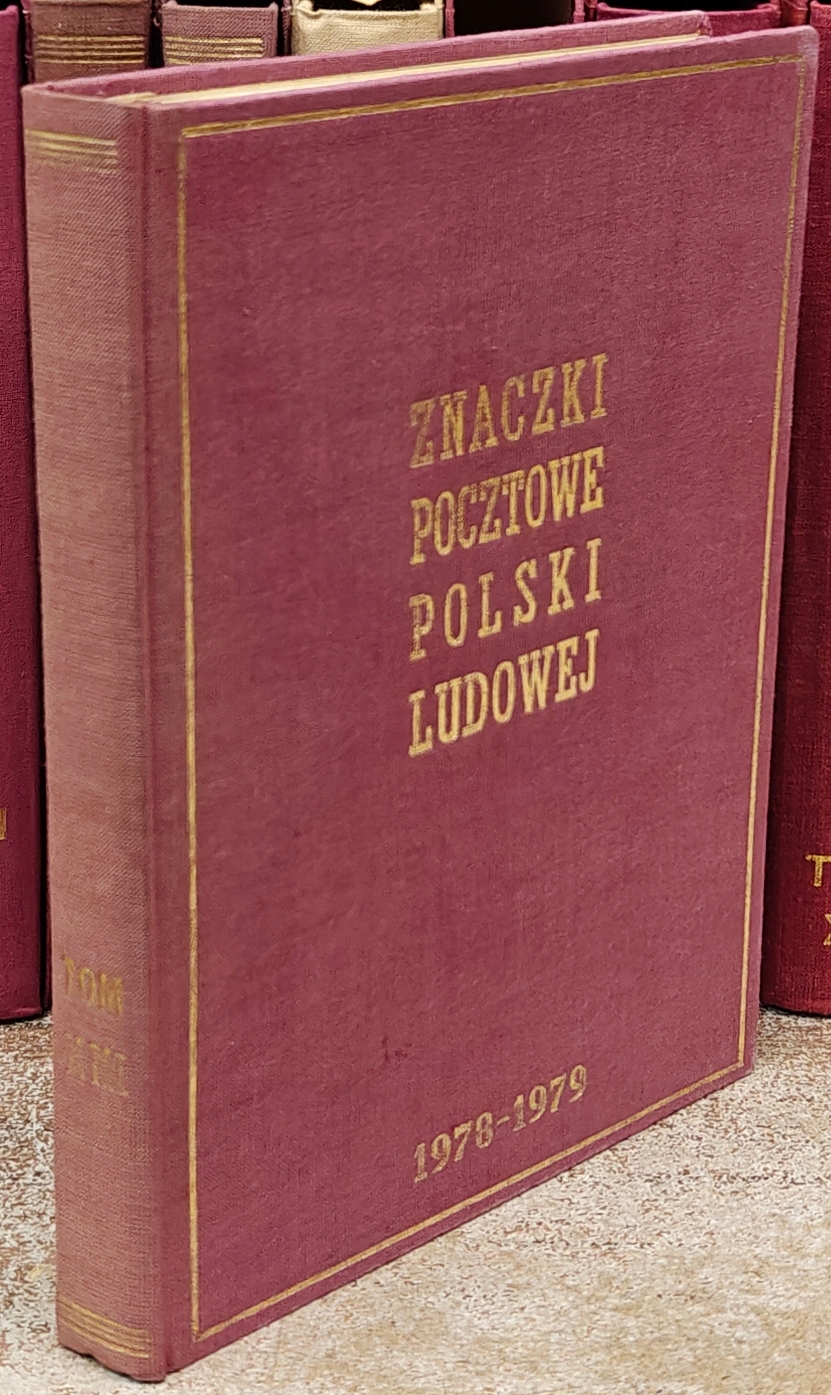 ZNACZKI
POCZTOWE
POLSKI
LUDOWEJ
1978-1979
TOM